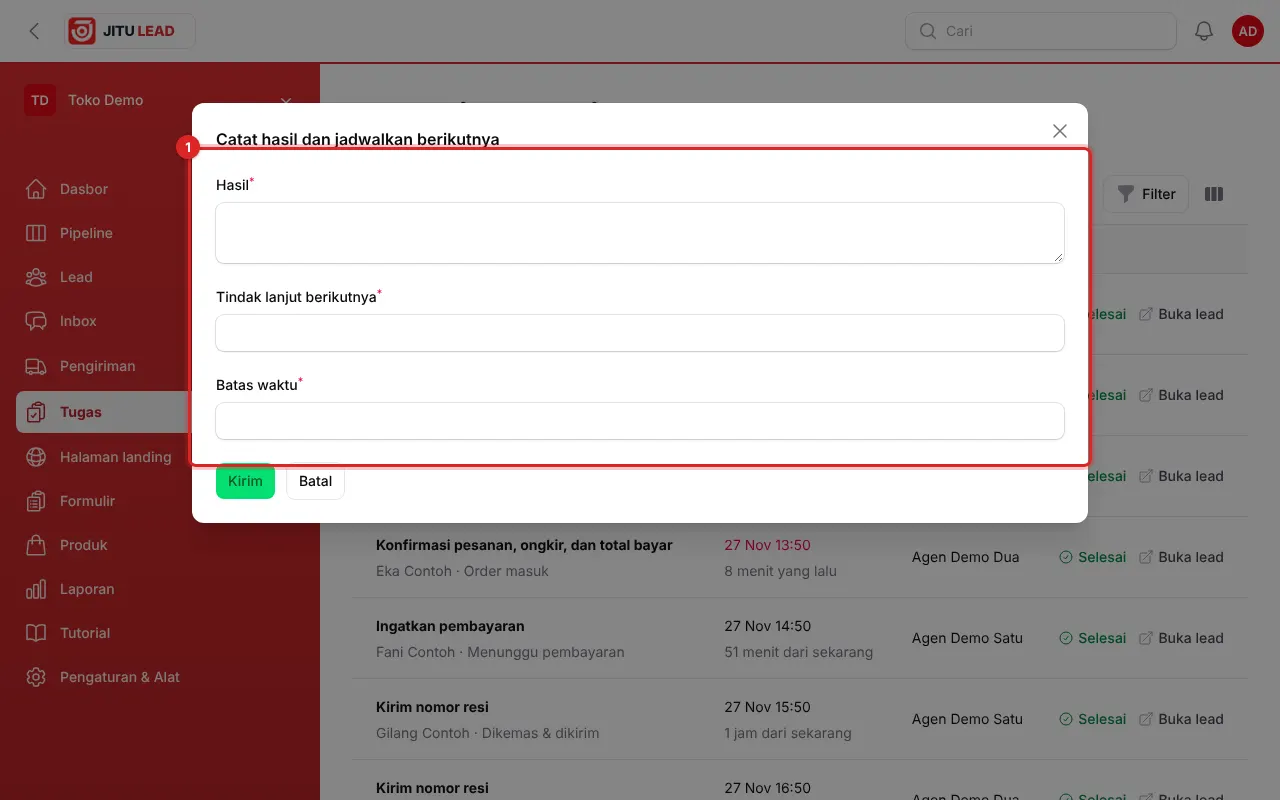 JITU LEAD
Cari
AD
TD
Toko Demo
Dasbor
Pipeline
Lead
Inbox
Pengiriman
Tugas
Halaman landing
Formulir
Produk
Laporan
Tutorial
Pengaturan & Alat
Catat hasil dan jadwalkan berikutnya
1
Hasil*
Tindak lanjut berikutnya*
Batas waktu*
Kirim
Batal
Filter
Buka lead
Buka lead
Buka lead
Konfirmasi pesanan, ongkir, dan total bayar
27 Nov 13:50
Agen Demo Dua
Selesai
Buka lead
Eka Contoh · Order masuk
8 menit yang lalu
Ingatkan pembayaran
27 Nov 14:50
Agen Demo Satu
Selesai
Buka lead
Fani Contoh · Menunggu pembayaran
51 menit dari sekarang
Kirim nomor resi
27 Nov 15:50
Agen Demo Satu
Selesai
Buka lead
Gilang Contoh · Dikemas & dikirim
1 jam dari sekarang
Kirim nomor resi
27 Nov 16:50